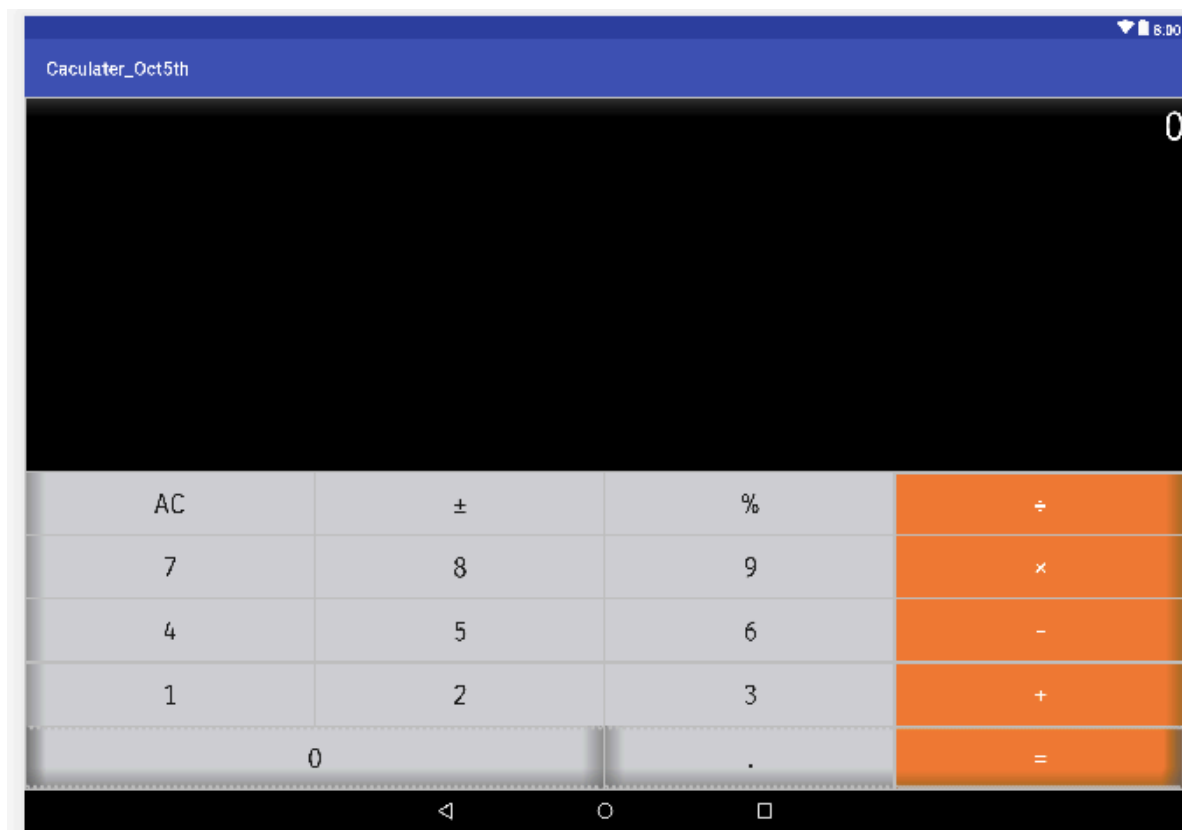 8:00
Caculater_Oct5th
0
AC ± % ÷
7 8 9 ×
4 5 6 -
1 2 3 +
0 . =